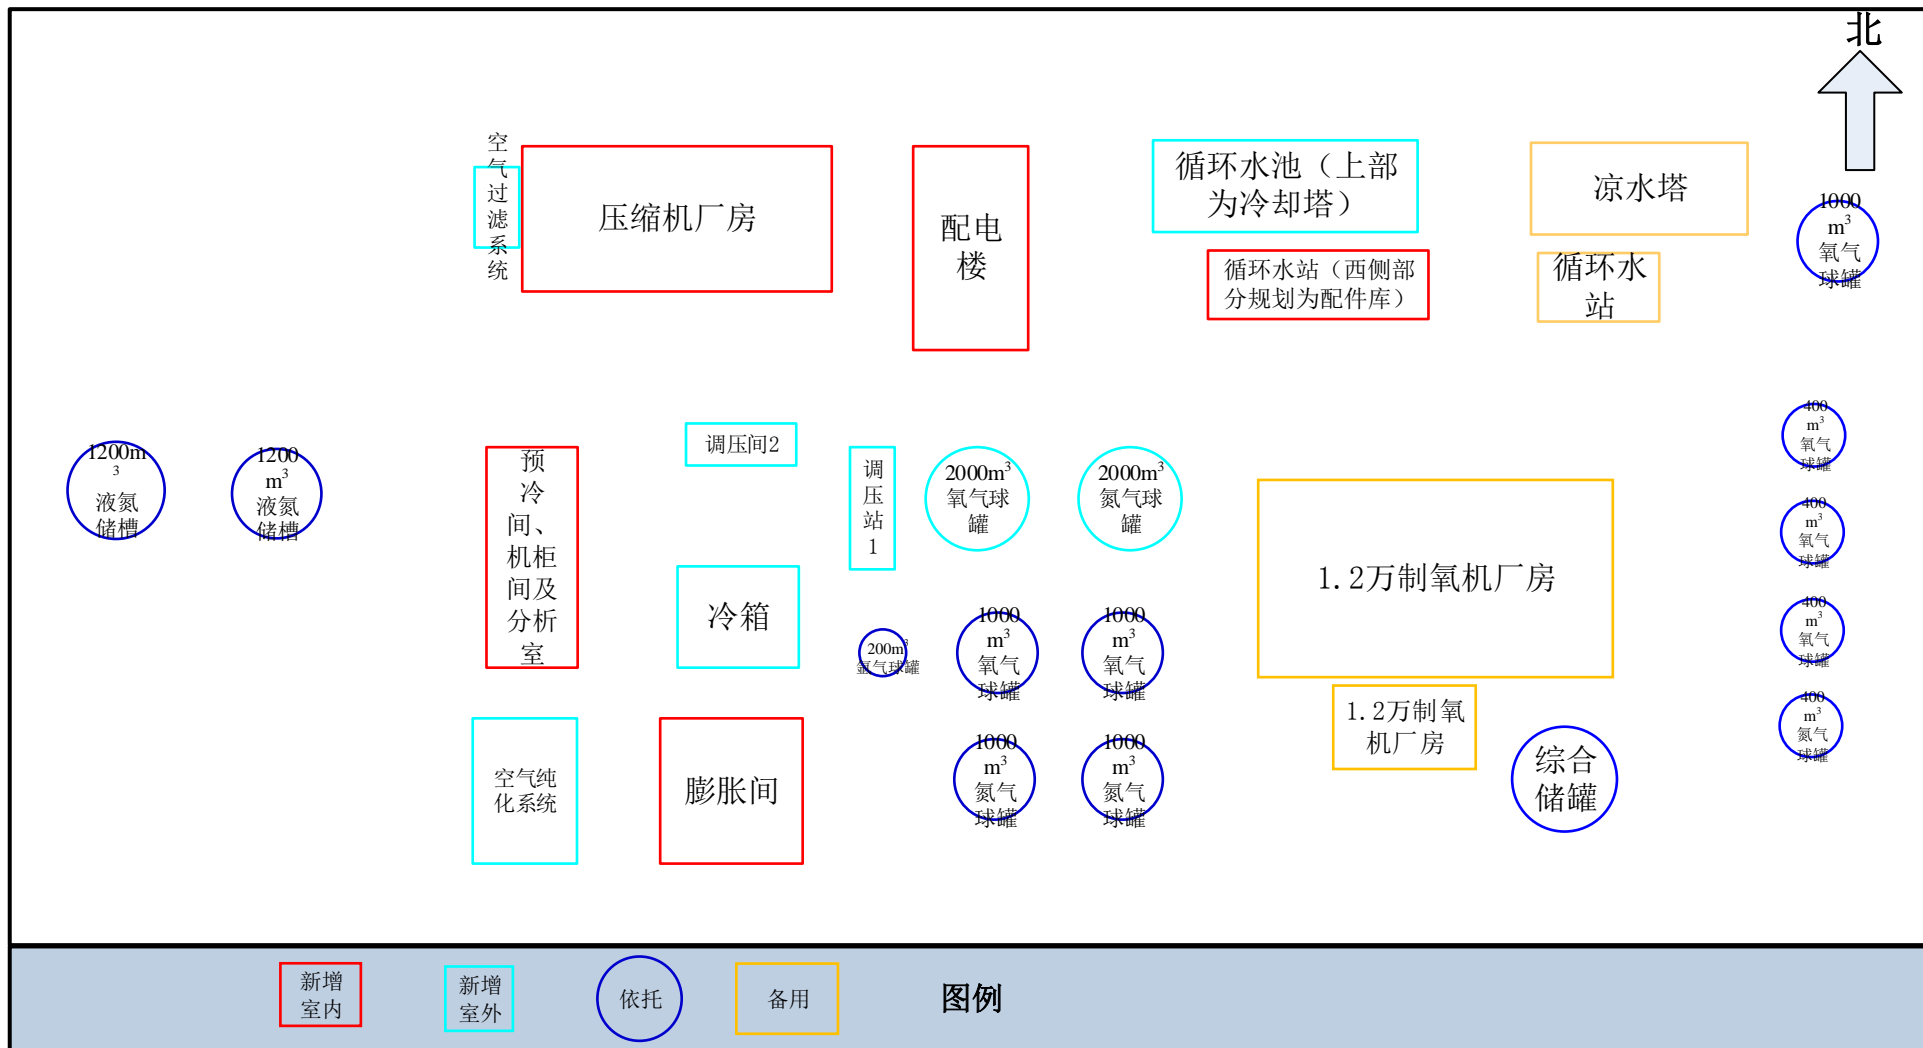 北
空
气
过
滤
系
统
压缩机厂房
配电
楼
循环水池（上部
为冷却塔）
循环水站（西侧部
分规划为配件库）
凉水塔
循环水
站
1000
m³
氧气
球罐
1200m
³
液氮
储槽
1200
m³
液氮
储槽
预
冷
间、
机柜
间及
分析
室
调压间2
调
压
站
1
2000m³
氧气球
罐
2000m³
氮气球
罐
1.2万制氧机厂房
400
m³
氧气
球罐
400
m³
氧气
球罐
400
m³
氧气
球罐
400
m³
氮气
球罐
冷箱
200m³
氩气球罐
1000
m³
氧气
球罐
1000
m³
氧气
球罐
1.2万制氧
机厂房
空气纯
化系统
膨胀间
1000
m³
氮气
球罐
1000
m³
氮气
球罐
综合
储罐
新增
室内
新增
室外
依托
备用
图例